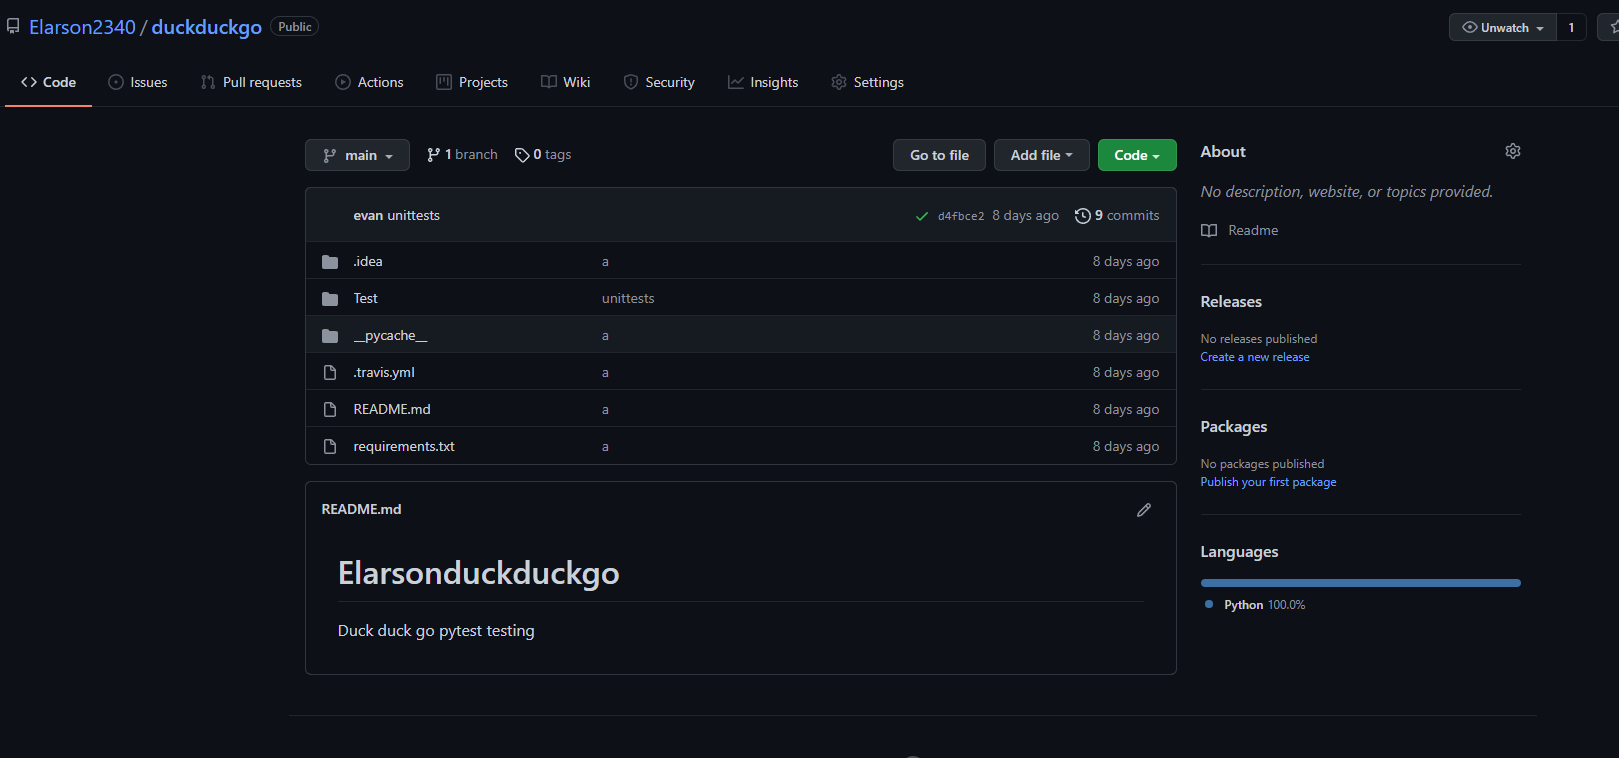 Elarson2340 / duckduckgo Public
Unwatch 1
Code Issues Pull requests Actions Projects Wiki Security Insights Settings
main 1 branch 0 tags Go to file Add file Code
evan unittests d4fbce2 8 days ago 9 commits
.idea a 8 days ago
Test unittests 8 days ago
__pycache__ a 8 days ago
.travis.yml a 8 days ago
README.md a 8 days ago
requirements.txt a 8 days ago
README.md
Elarsonduckduckgo
Duck duck go pytest testing
About
No description, website, or topics provided.
Readme
Releases
No releases published
Create a new release
Packages
No packages published
Publish your first package
Languages
Python 100.0%